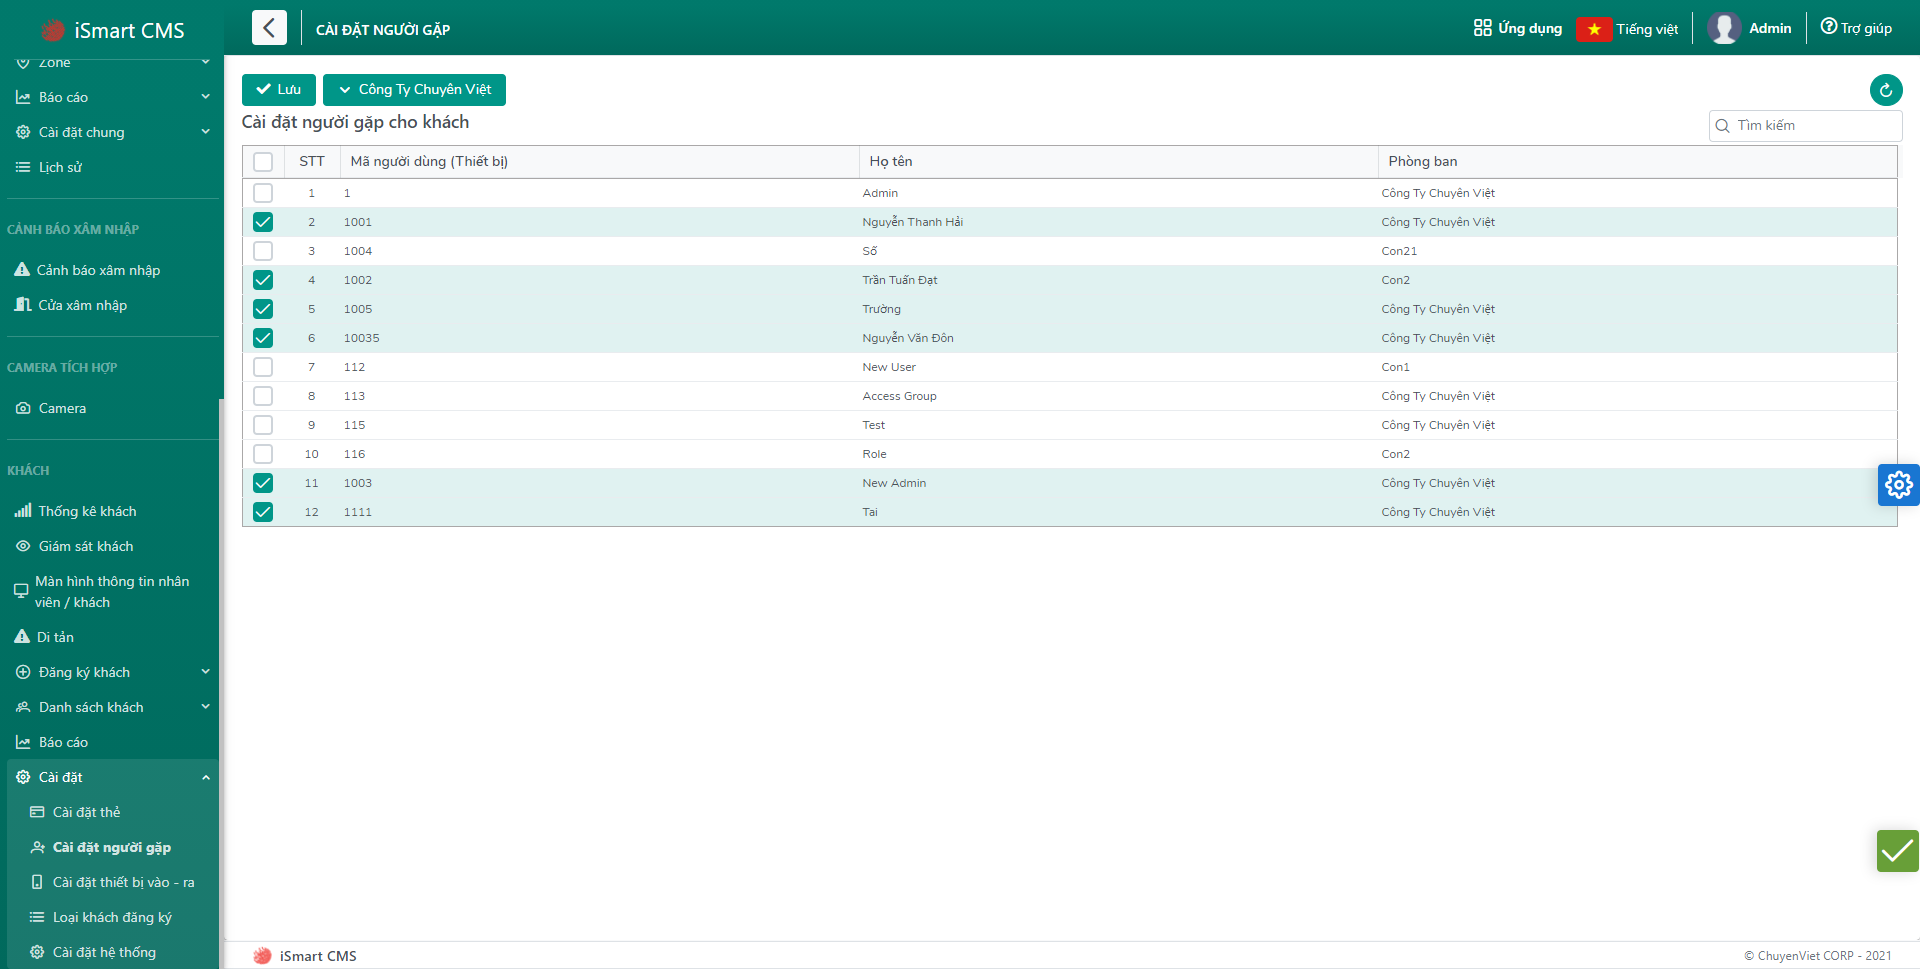 iSmart CMS
CÀI ĐẶT NGƯỜI GẶP
Ứng dụng
Tiếng việt
Admin
Trợ giúp
Zone
Báo cáo
Cài đặt chung
Lịch sử
CẢNH BÁO XÂM NHẬP
Cảnh báo xâm nhập
Cửa xâm nhập
CAMERA TÍCH HỢP
Camera
KHÁCH
Thống kê khách
Giám sát khách
Màn hình thông tin nhân
viên / khách
Di tản
Đăng ký khách
Danh sách khách
Báo cáo
Cài đặt
Cài đặt thẻ
Cài đặt người gặp
Cài đặt thiết bị vào - ra
Loại khách đăng ký
Cài đặt hệ thống
Lưu
Công Ty Chuyên Việt
Cài đặt người gặp cho khách
Tìm kiếm
STT Mã người dùng (Thiết bị) Họ tên Phòng ban
1 1 Admin Công Ty Chuyên Việt
2 1001 Nguyễn Thanh Hải Công Ty Chuyên Việt
3 1004 Số Con21
4 1002 Trần Tuấn Đạt Con2
5 1005 Trường Công Ty Chuyên Việt
6 10035 Nguyễn Văn Đôn Công Ty Chuyên Việt
7 112 New User Con1
8 113 Access Group Công Ty Chuyên Việt
9 115 Test Công Ty Chuyên Việt
10 116 Role Con2
11 1003 New Admin Công Ty Chuyên Việt
12 1111 Tai Công Ty Chuyên Việt
iSmart CMS
© ChuyenViet CORP - 2021